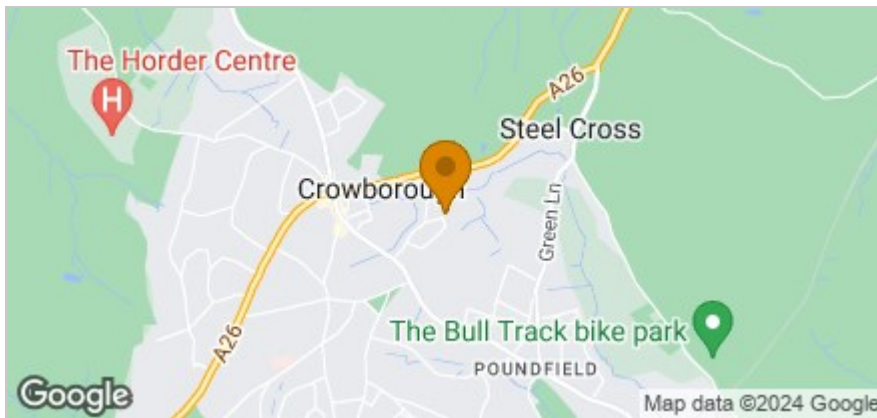 The Horder Centre
H
A26
Steel Cross
Crowborough
Green Ln
A26
The Bull Track bike park
POUNDFIELD
Google
Map data ©2024 Google